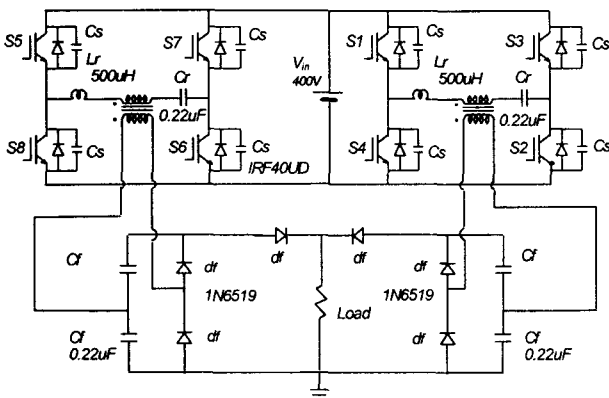 S5
Cs
S7
Cs
Lr
500uH
Cr
0.22uF
S8
Cs
S6
Cs
IRF40UD
Vin
400V
S1
Cs
S3
Cs
Lr
500uH
Cr
0.22uF
S4
Cs
S2
Cs
Cf
df
1N6519
df
df
df
Load
Cf
0.22uF
df
1N6519
df
Cf
Cf
0.22uF